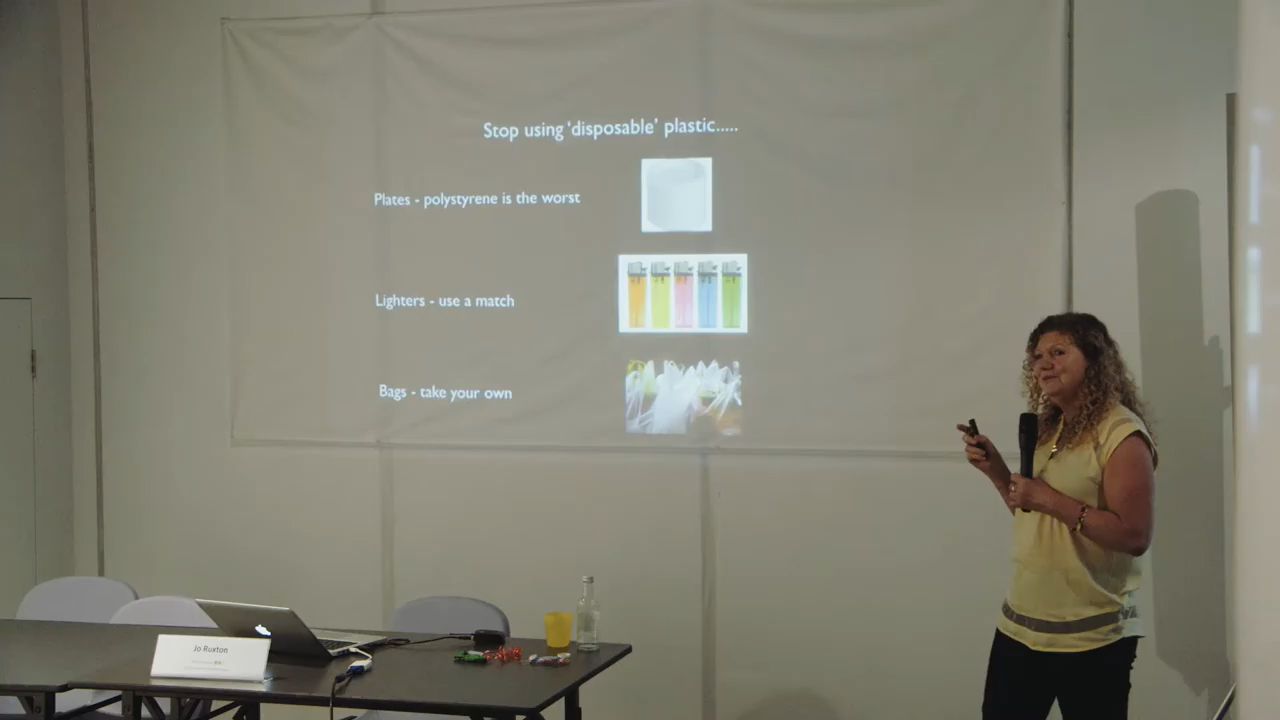 Stop using ‘disposable’ plastic.....
Plates - polystyrene is the worst
Lighters - use a match
Bags - take your own
Jo Ruxton